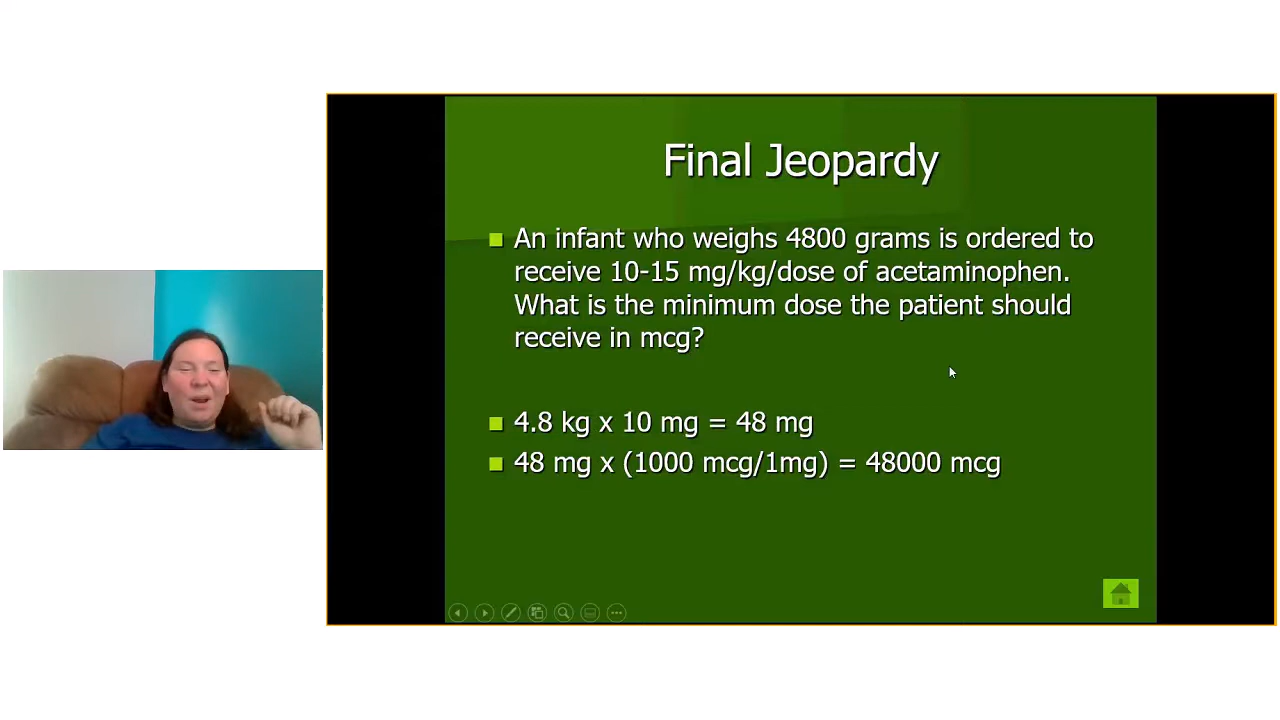 Final Jeopardy
An infant who weighs 4800 grams is ordered to
receive 10-15 mg/kg/dose of acetaminophen.
What is the minimum dose the patient should
receive in mcg?
4.8 kg x 10 mg = 48 mg
48 mg x (1000 mcg/1mg) = 48000 mcg